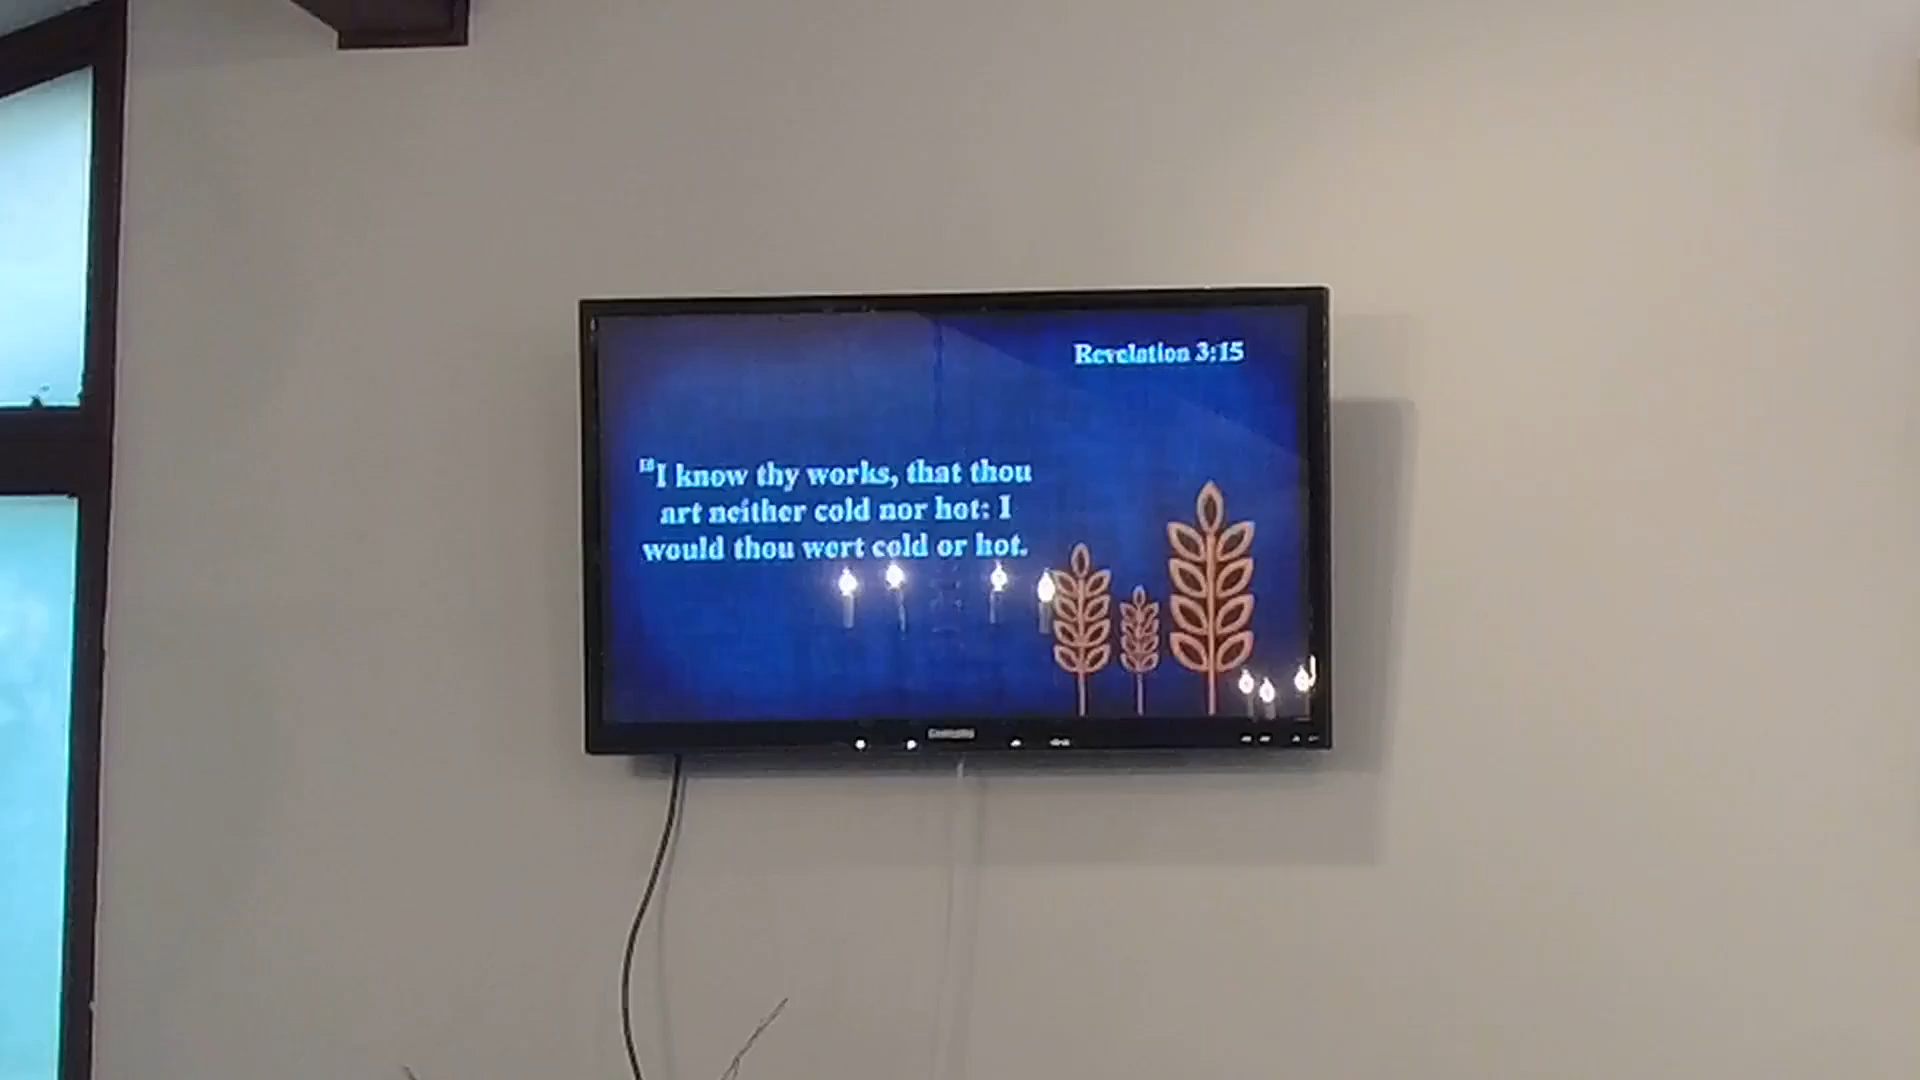 Revelation 3:15
15I know thy works, that thou
art neither cold nor hot: I
would thou wert cold or hot.